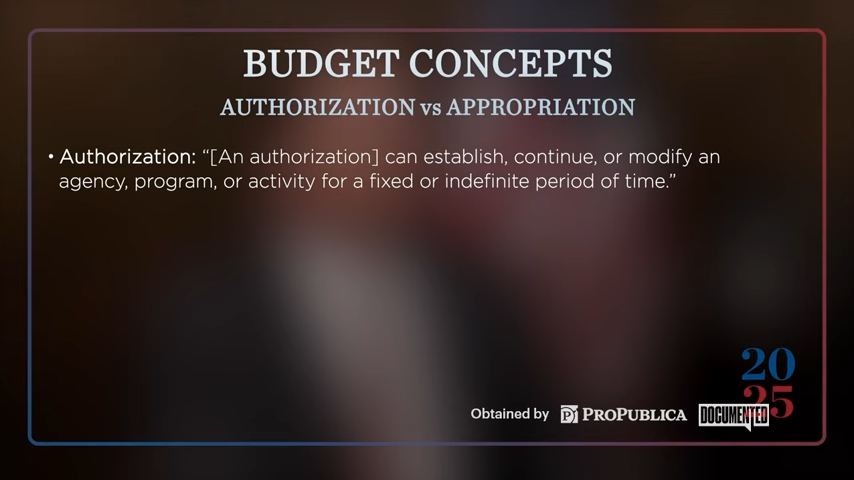 BUDGET CONCEPTS
AUTHORIZATION vs APPROPRIATION
• Authorization: “[An authorization] can establish, continue, or modify an
agency, program, or activity for a fixed or indefinite period of time.”
20
25
Obtained by PROPUBLICA DOCUMENTED